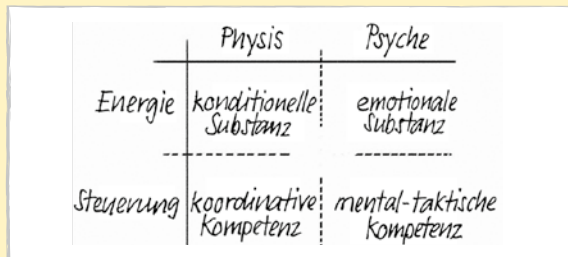 Physis Psyche
Energie konditionelle emotionale
Substanz Substanz
Steuerung koordinative mental-taktische
Kompetenz Kompetenz